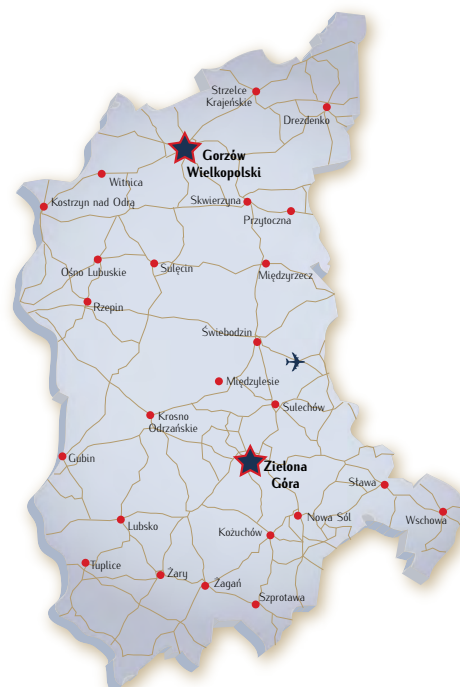 Strzelce
Krajeńskie
Drezdenko
Gorzów
Wielkopolski
Witnica
Kostrzyn nad Odrą
Skwierzyna
Przytoczna
Ośno Lubuskie
Sulęcin
Międzyrzecz
Rzepin
Świebodzin
Międzylesie
Sulechów
Krosno
Odrzańskie
Gubin
Zielona
Góra
Sława
Wschowa
Nowa Sól
Lubsko
Kożuchów
Tuplice
Żary
Żagań
Szprotawa